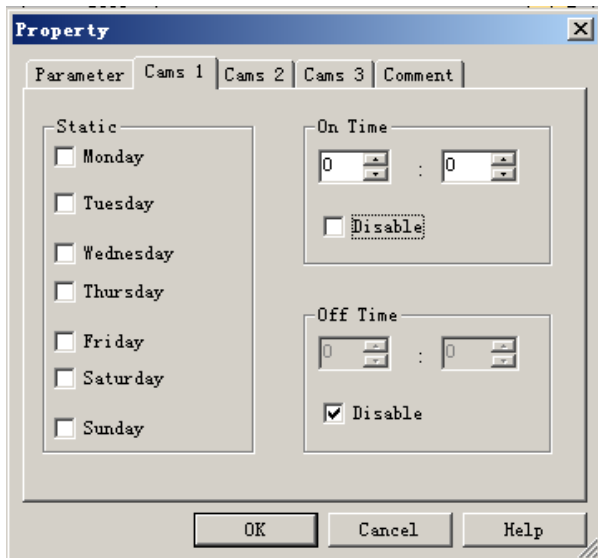 Property
Parameter Cams 1 Cams 2 Cams 3 Comment
Static
Monday
Tuesday
Wednesday
Thursday
Friday
Saturday
Sunday
On Time
0 : 0
Disable
Off Time
0 : 0
Disable
OK Cancel Help